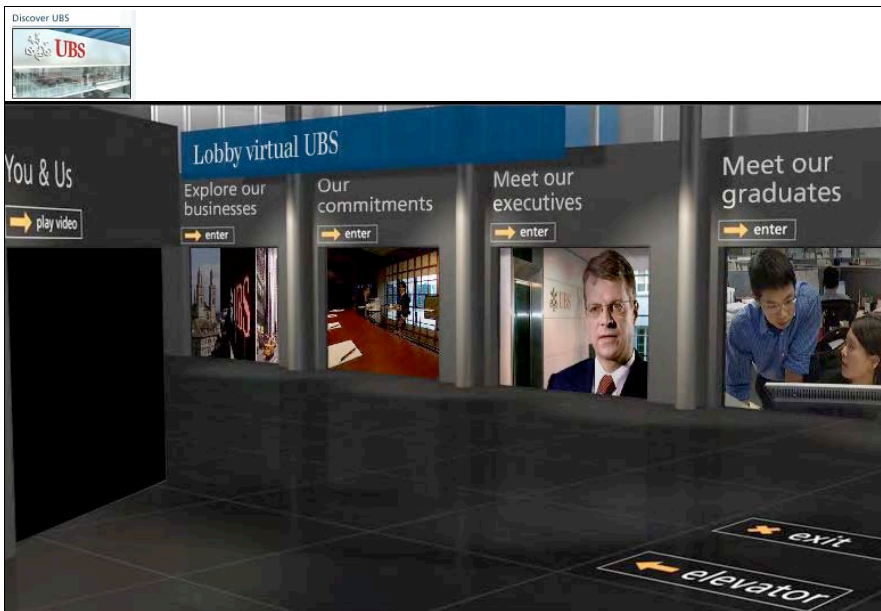 Discover UBS
UBS
Lobby virtual UBS
You & Us
play video
Explore our
businesses
enter
Our
commitments
enter
Meet our
executives
enter
Meet our
graduates
enter
UBS
UBS
exit
elevator